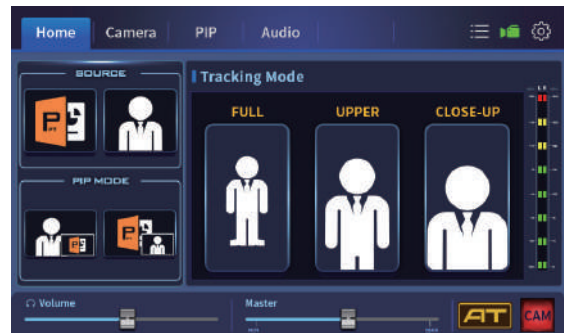 Home Camera PIP Audio
SOURCE
P
PIP MODE
P
Tracking Mode
FULL UPPER CLOSE-UP
L R
Volume
Master
AT
CAM